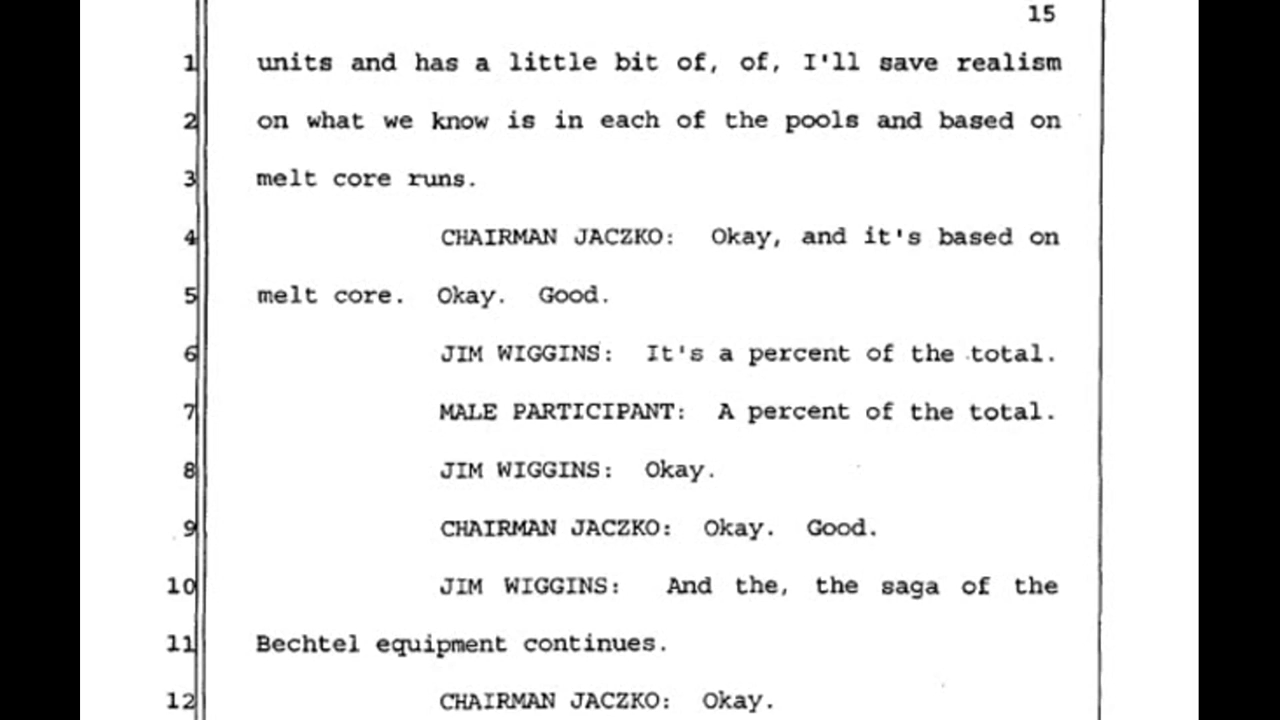 15
1 units and has a little bit of, of, I'll save realism
2 on what we know is in each of the pools and based on
3 melt core runs.
4 CHAIRMAN JACZKO: Okay, and it's based on
5 melt core. Okay. Good.
6 JIM WIGGINS: It's a percent of the total.
7 MALE PARTICIPANT: A percent of the total.
8 JIM WIGGINS: Okay.
9 CHAIRMAN JACZKO: Okay. Good.
10 JIM WIGGINS: And the, the saga of the
11 Bechtel equipment continues.
12 CHAIRMAN JACZKO: Okay.